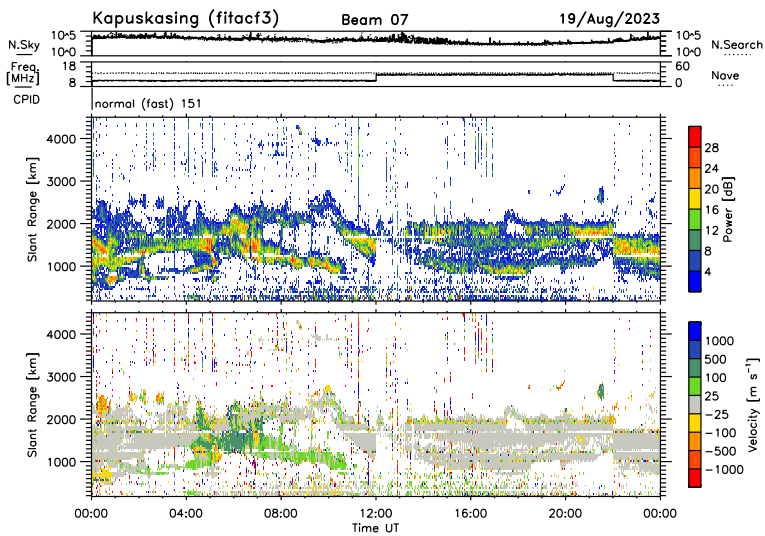 Kapuskasing (fitacf3) Beam 07 19/Aug/2023
N.Sky 10^5 10^0 10^5 10^0 N.Search
Freq. [MHz] 18 8 60 0 Nave
CPID normal (fast) 151
Slant Range [km] 4000 3000 2000 1000
28 24 20 16 12 8 4 Power [dB]
Slant Range [km] 4000 3000 2000 1000
1000 500 100 25 −25 −100 −500 −1000 Velocity [m s⁻¹]
00:00 04:00 08:00 12:00 16:00 20:00 00:00
Time UT